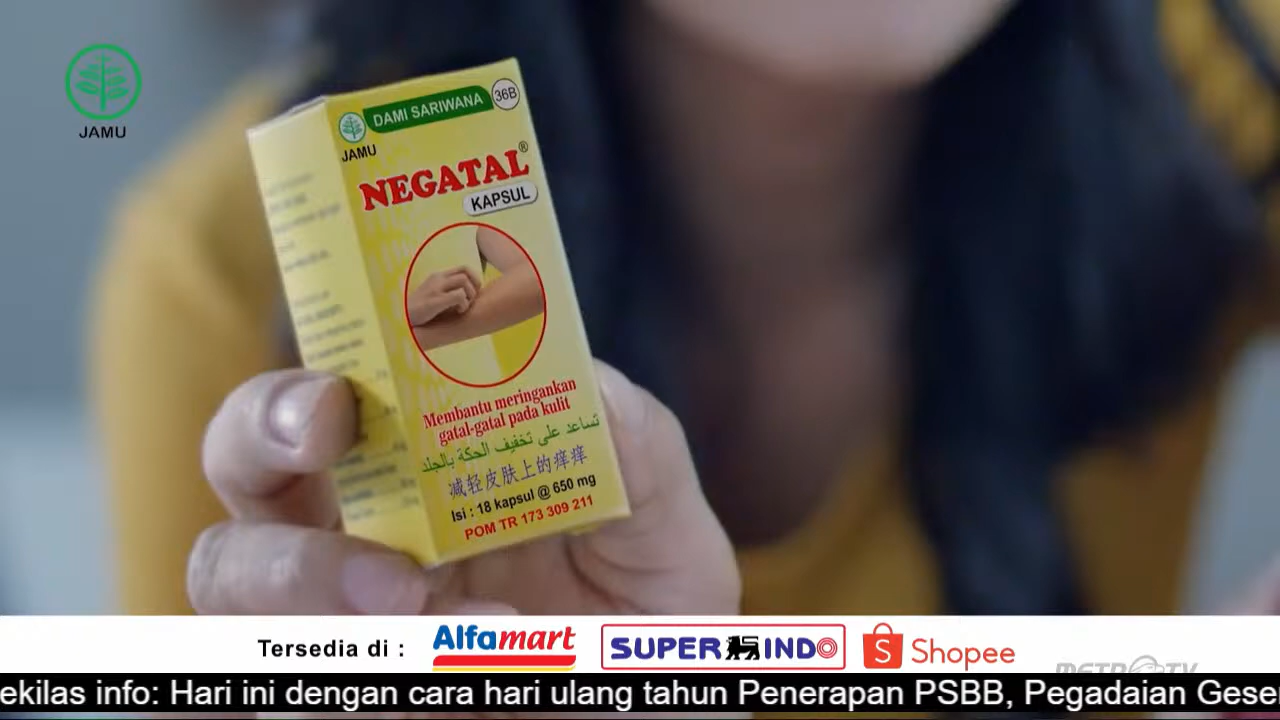 JAMU
DAMI SARIWANA 36B
JAMU
NEGATAL®
KAPSUL
Membantu meringankan
gatal-gatal pada kulit
تساعد على تخفيف الحكة بالجلد
减轻皮肤上的痒痒
Isi : 18 kapsul @ 650 mg
POM TR 173 309 211
Tersedia di : Alfamart SUPER INDO Shopee
METRO TV
ekilas info: Hari ini dengan cara hari ulang tahun Penerapan PSBB, Pegadaian Geser